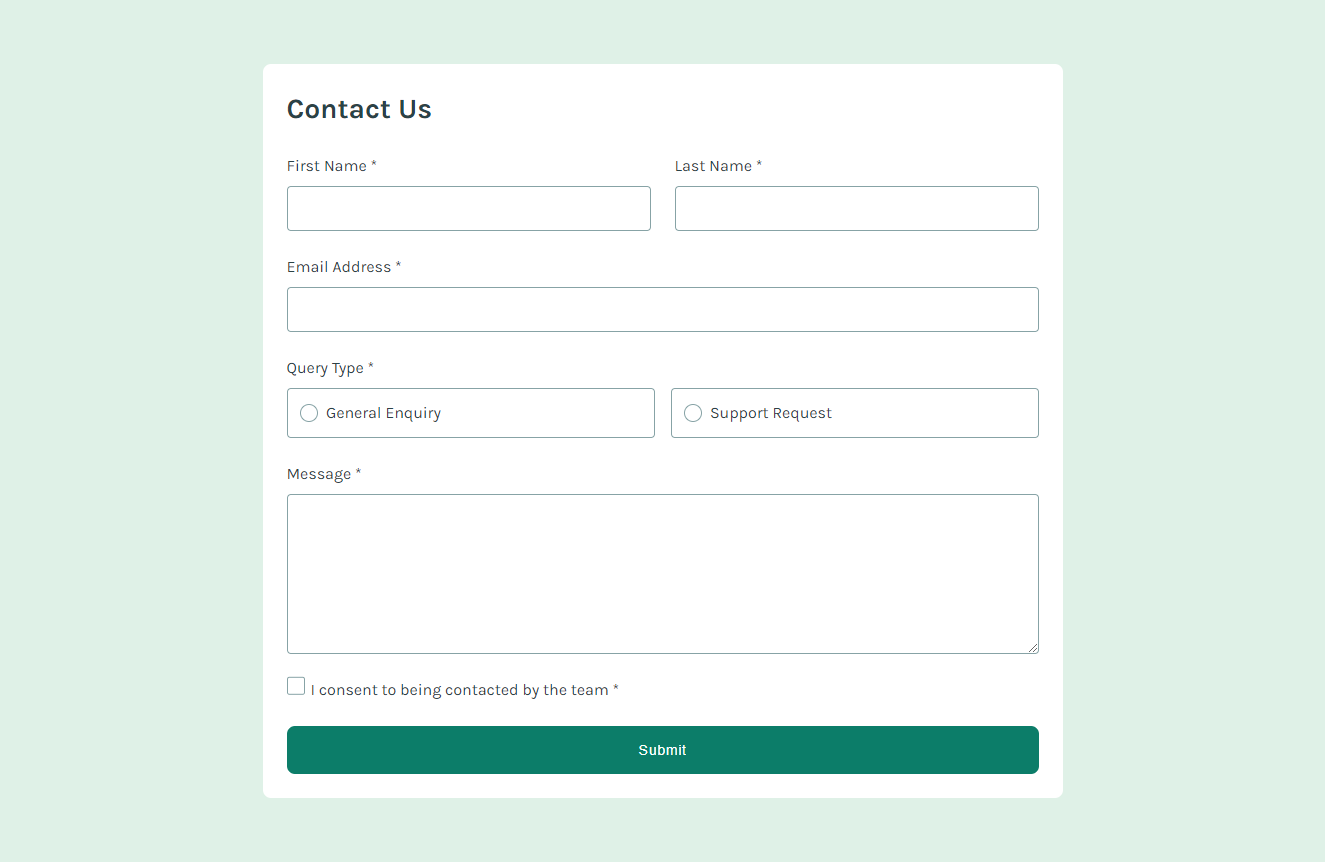 Contact Us
First Name * Last Name *
Email Address *
Query Type *
General Enquiry Support Request
Message *
I consent to being contacted by the team *
Submit